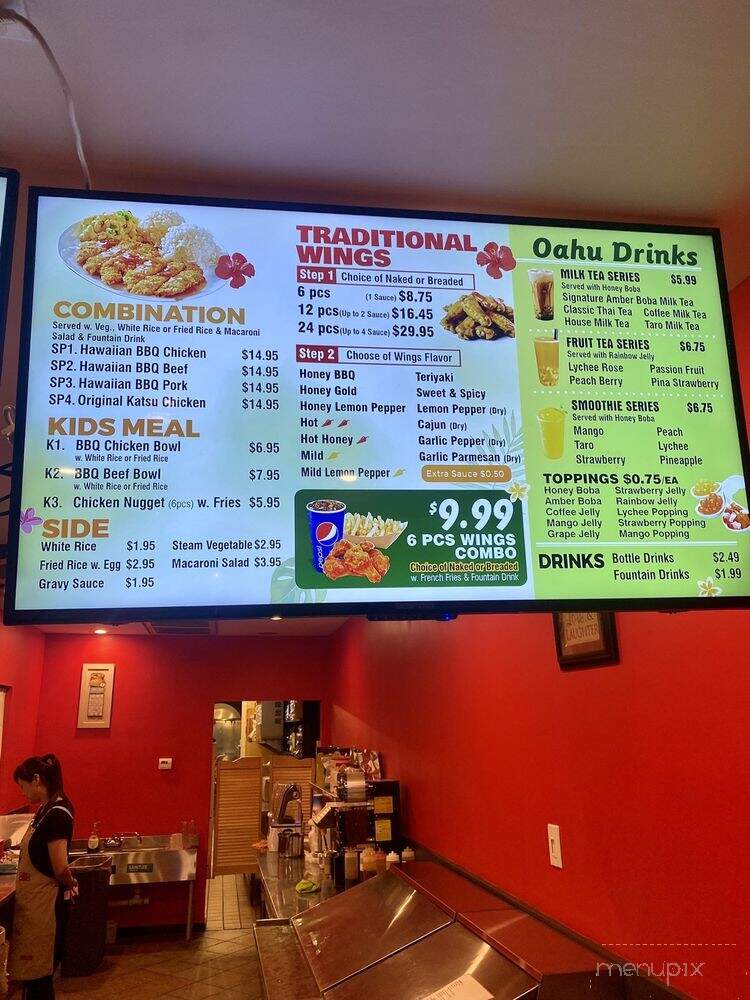 COMBINATION
Served w. Veg., White Rice or Fried Rice & Macaroni
Salad & Fountain Drink
SP1. Hawaiian BBQ Chicken $14.95
SP2. Hawaiian BBQ Beef $14.95
SP3. Hawaiian BBQ Pork $14.95
SP4. Original Katsu Chicken $14.95
KIDS MEAL
K1. BBQ Chicken Bowl $6.95
w. White Rice or Fried Rice
K2. BBQ Beef Bowl $7.95
w. White Rice or Fried Rice
K3. Chicken Nugget (6pcs) w. Fries $5.95
SIDE
White Rice $1.95 Steam Vegetable $2.95
Fried Rice w. Egg $2.95 Macaroni Salad $3.95
Gravy Sauce $1.95
TRADITIONAL
WINGS
Step 1 Choice of Naked or Breaded
6 pcs (1 Sauce) $8.75
12 pcs (Up to 2 Sauce) $16.45
24 pcs (Up to 4 Sauce) $29.95
Step 2 Choose of Wings Flavor
Honey BBQ Teriyaki
Honey Gold Sweet & Spicy
Honey Lemon Pepper Lemon Pepper (Dry)
Hot Cajun (Dry)
Hot Honey Garlic Pepper (Dry)
Mild Garlic Parmesan (Dry)
Mild Lemon Pepper Extra Sauce $0.50
pepsi
$9.99
6 PCS WINGS
COMBO
Choice of Naked or Breaded
w. French Fries & Fountain Drink
Oahu Drinks
MILK TEA SERIES $5.99
Served with Honey Boba
Signature Amber Boba Milk Tea
Classic Thai Tea Coffee Milk Tea
House Milk Tea Taro Milk Tea
FRUIT TEA SERIES $6.75
Served with Rainbow Jelly
Lychee Rose Passion Fruit
Peach Berry Pina Strawberry
SMOOTHIE SERIES $6.75
Served with Honey Boba
Mango Peach
Taro Lychee
Strawberry Pineapple
TOPPINGS $0.75/EA
Honey Boba Strawberry Jelly
Amber Boba Rainbow Jelly
Coffee Jelly Lychee Popping
Mango Jelly Strawberry Popping
Grape Jelly Mango Popping
DRINKS Bottle Drinks $2.49
Fountain Drinks $1.99
LAUGHTER
menupix